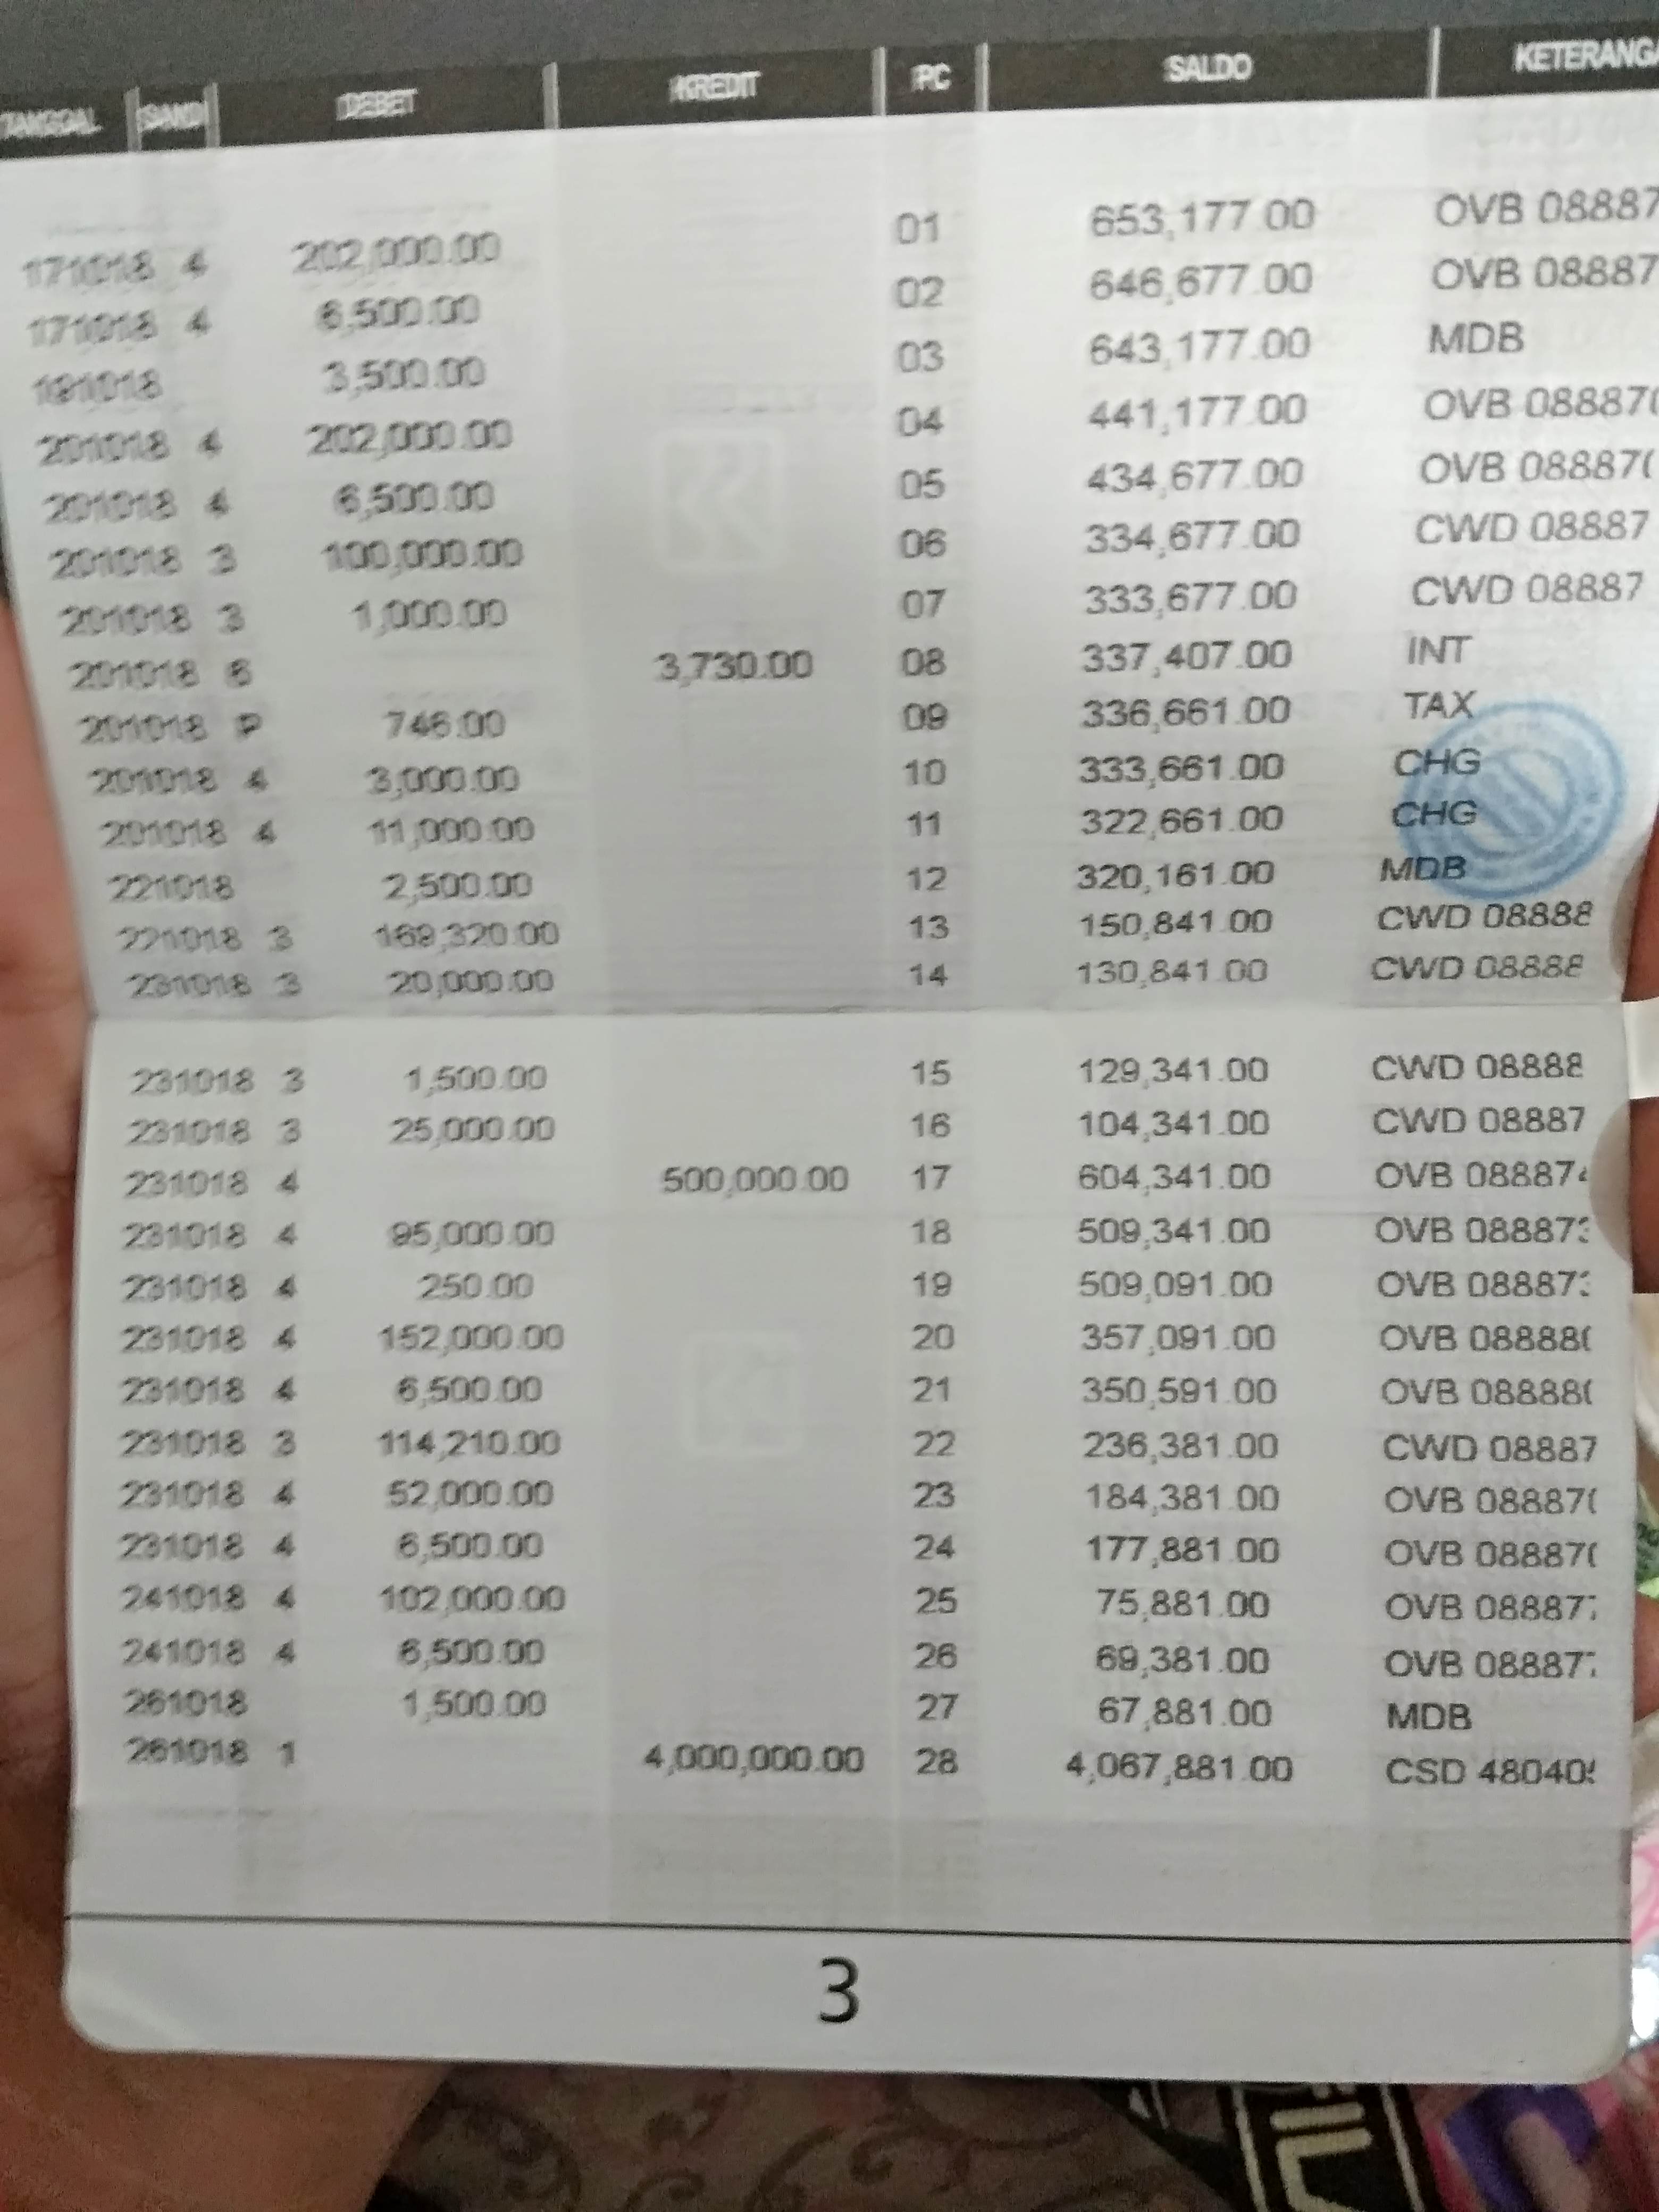 TANGGAL SANDI DEBET KREDIT PC SALDO KETERANGA
171018 4 202,000.00 01 653,177.00 OVB 08887
171018 4 6,500.00 02 646,677.00 OVB 08887
191018 3,500.00 03 643,177.00 MDB
201018 4 202,000.00 04 441,177.00 OVB 088870
201018 4 6,500.00 05 434,677.00 OVB 088870
201018 3 100,000.00 06 334,677.00 CWD 08887
201018 3 1,000.00 07 333,677.00 CWD 08887
201018 6 3,730.00 08 337,407.00 INT
201018 P 746.00 09 336,661.00 TAX
201018 4 3,000.00 10 333,661.00 CHG
201018 4 11,000.00 11 322,661.00 CHG
221018 2,500.00 12 320,161.00 MDB
221018 3 169,320.00 13 150,841.00 CWD 08888
231018 3 20,000.00 14 130,841.00 CWD 08888
231018 3 1,500.00 15 129,341.00 CWD 08888
231018 3 25,000.00 16 104,341.00 CWD 08887
231018 4 500,000.00 17 604,341.00 OVB 088874
231018 4 95,000.00 18 509,341.00 OVB 08887
231018 4 250.00 19 509,091.00 OVB 08887
231018 4 152,000.00 20 357,091.00 OVB 08888
231018 4 6,500.00 21 350,591.00 OVB 08888
231018 3 114,210.00 22 236,381.00 CWD 08887
231018 4 52,000.00 23 184,381.00 OVB 08887
231018 4 6,500.00 24 177,881.00 OVB 08887
241018 4 102,000.00 25 75,881.00 OVB 08887
241018 4 6,500.00 26 69,381.00 OVB 08887
261018 1,500.00 27 67,881.00 MDB
261018 1 4,000,000.00 28 4,067,881.00 CSD 48040
3